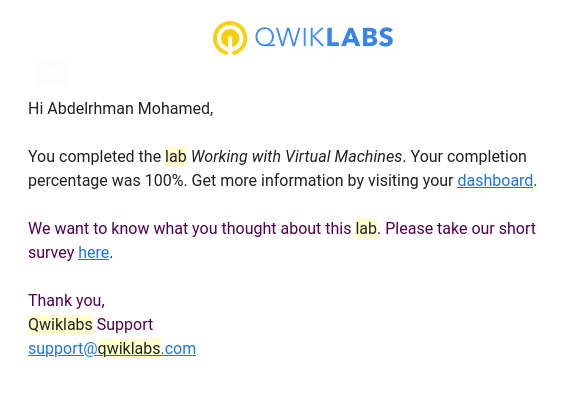 QWIKLABS
Hi Abdelrhman Mohamed,
You completed the lab Working with Virtual Machines. Your completion
percentage was 100%. Get more information by visiting your dashboard.
We want to know what you thought about this lab. Please take our short
survey here.
Thank you,
Qwiklabs Support
support@qwiklabs.com